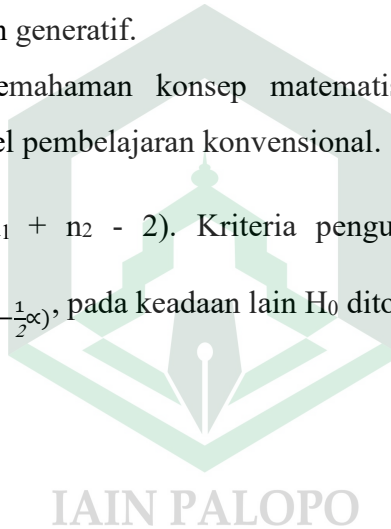 n generatif.
emahaman konsep matematis
el pembelajaran konvensional.
1 + n2 - 2). Kriteria pengu
−½∝), pada keadaan lain H0 dito
IAIN PALOPO